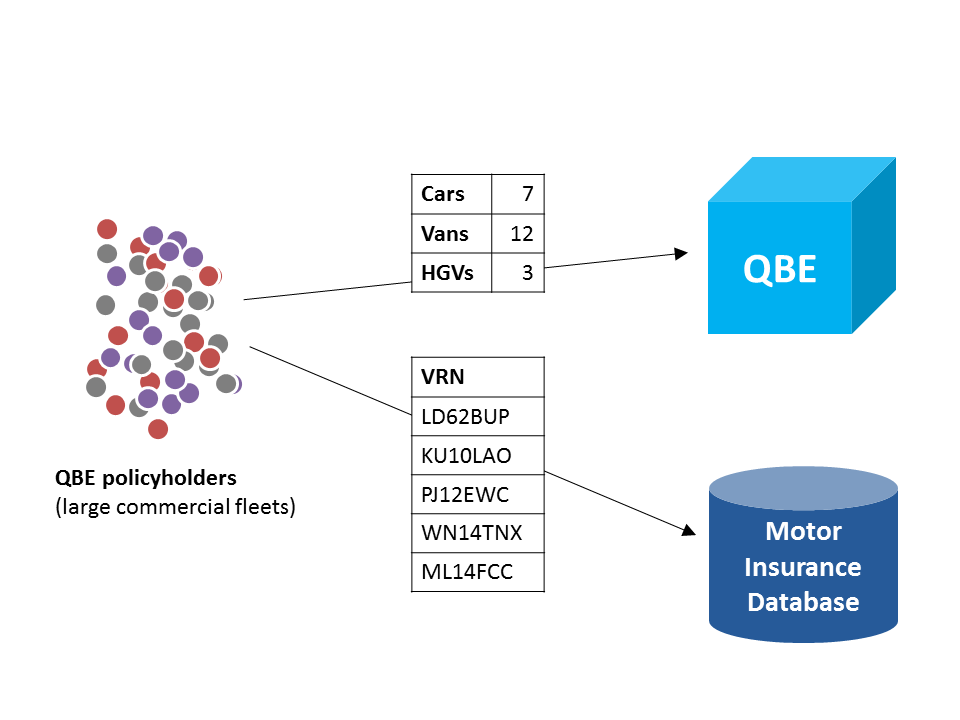 Cars 7
Vans 12
HGVs 3
QBE
VRN
LD62BUP
KU10LAO
PJ12EWC
WN14TNX
ML14FCC
QBE policyholders
(large commercial fleets)
Motor
Insurance
Database